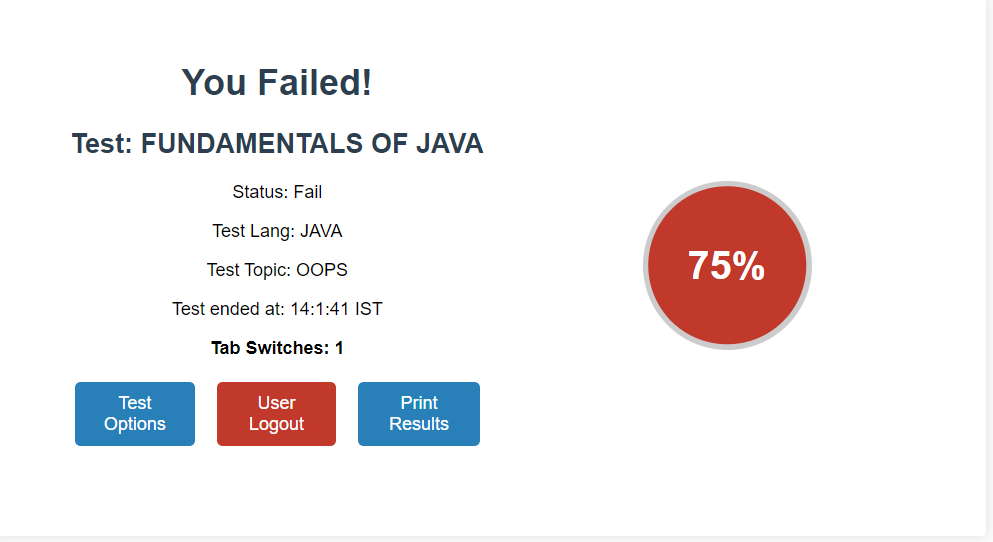 You Failed!
Test: FUNDAMENTALS OF JAVA
Status: Fail
Test Lang: JAVA
Test Topic: OOPS
Test ended at: 14:1:41 IST
Tab Switches: 1
Test
Options
User
Logout
Print
Results
75%